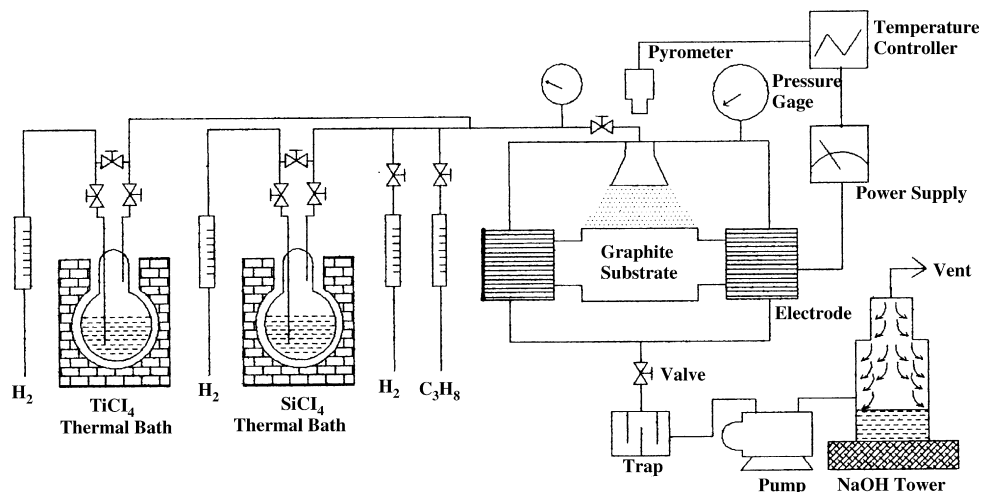 Temperature
Controller
Pyrometer
Pressure
Gage
Power Supply
Graphite
Substrate
Vent
Electrode
H2
TiCl4
Thermal Bath
H2
SiCl4
Thermal Bath
H2
C3H8
Valve
Trap
Pump
NaOH Tower